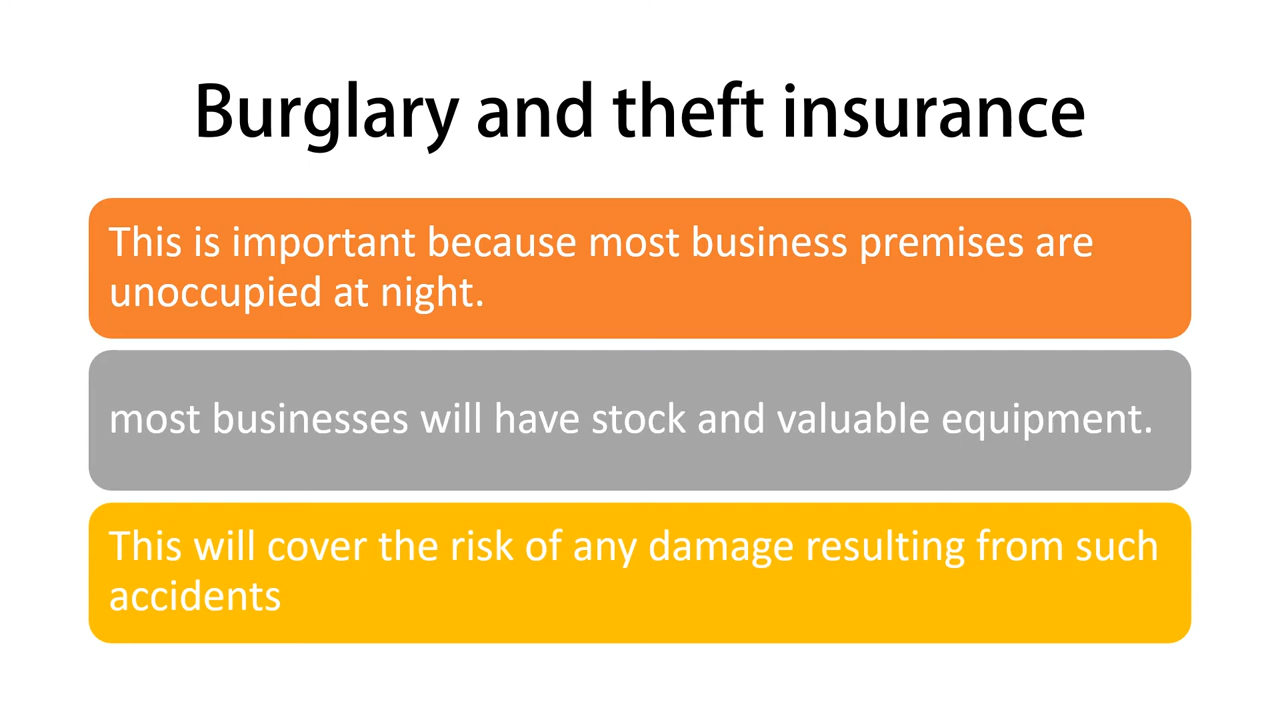 Burglary and theft insurance
This is important because most business premises are
unoccupied at night.
most businesses will have stock and valuable equipment.
This will cover the risk of any damage resulting from such
accidents